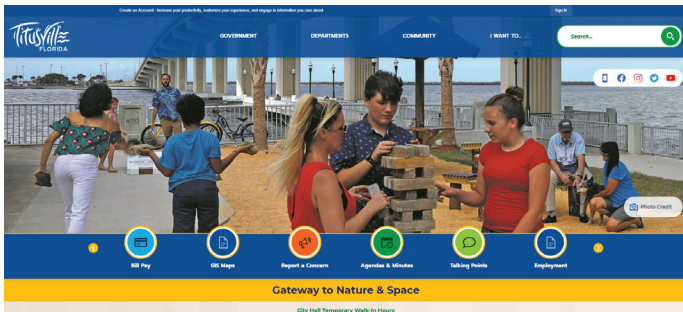 Create an Account - Increase your productivity, customize your experience, and engage in information you care about.
Sign In
Titusville
FLORIDA
GOVERNMENT
DEPARTMENTS
COMMUNITY
I WANT TO...
Search...
H2O
Photo Credit
Bill Pay
GIS Maps
Report a Concern
Agendas & Minutes
Talking Points
Employment
Gateway to Nature & Space
City Hall Temporary Walk-In Hours